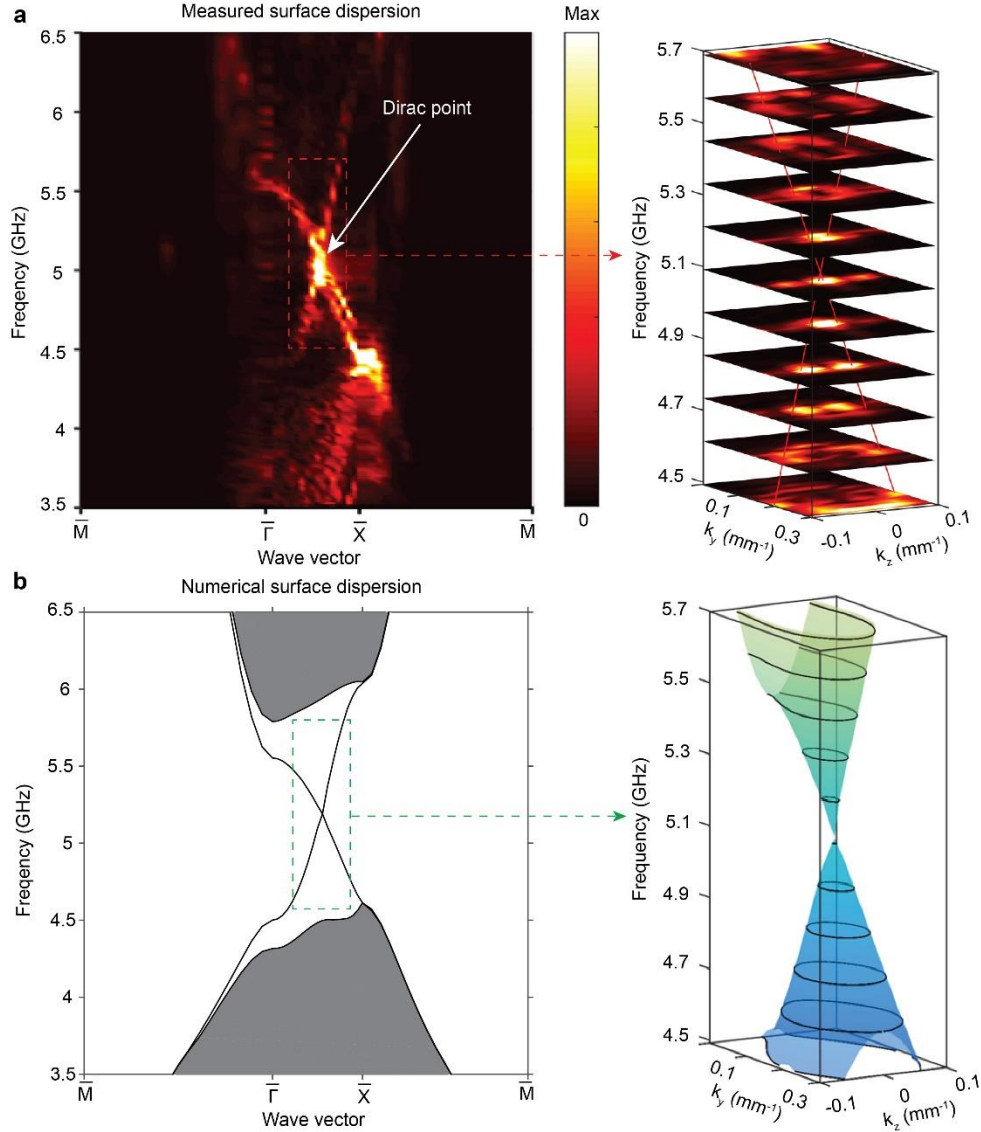 a
Measured surface dispersion
Freqency (GHz)
6.5
6
5.5
5
4.5
4
3.5
Dirac point
M̅ Γ̅ X̅ M̅
Wave vector
Max
0
Frequency (GHz)
5.7
5.5
5.3
5.1
4.9
4.7
4.5
0.1 0.3
ky (mm⁻¹)
-0.1 0 0.1
kz (mm⁻¹)
b
Numerical surface dispersion
Freqency (GHz)
6.5
6
5.5
5
4.5
4
3.5
M̅ Γ̅ X̅ M̅
Wave vector
Frequency (GHz)
5.7
5.5
5.3
5.1
4.9
4.7
4.5
0.1 0.3
ky (mm⁻¹)
-0.1 0 0.1
kz (mm⁻¹)